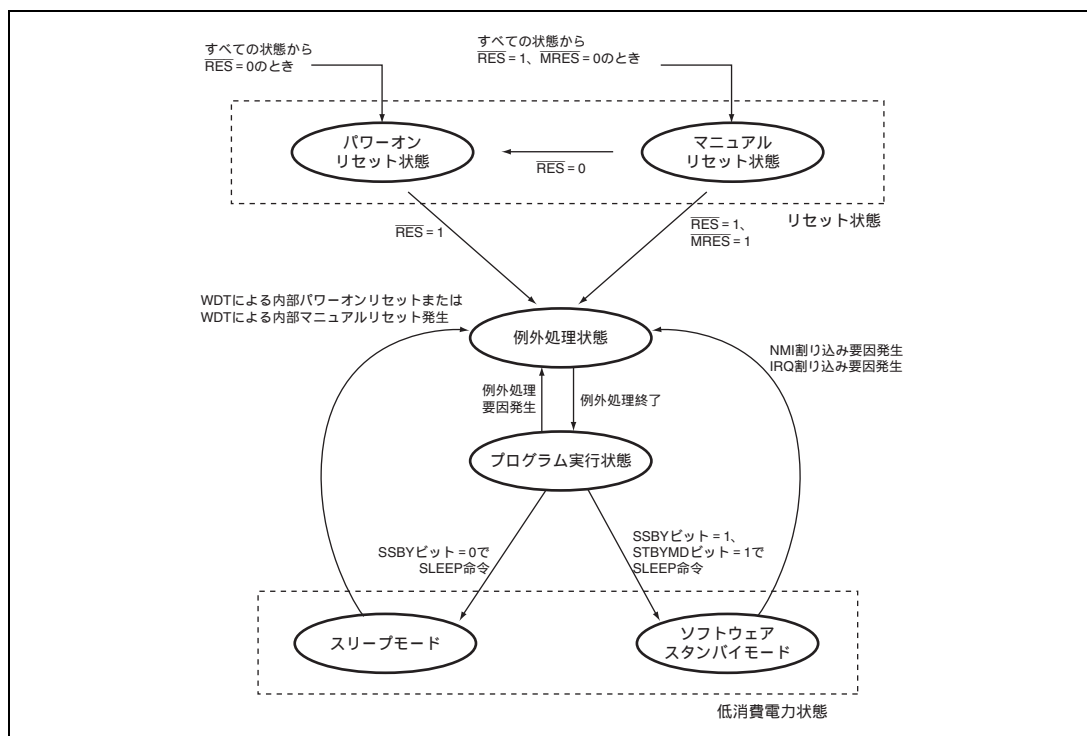 すべての状態から
RES = 0のとき
すべての状態から
RES = 1、MRES = 0のとき
パワーオン
リセット状態
マニュアル
リセット状態
RES = 0
リセット状態
RES = 1
RES = 1、
MRES = 1
WDTによる内部パワーオンリセットまたは
WDTによる内部マニュアルリセット発生
例外処理状態
NMI割り込み要因発生
IRQ割り込み要因発生
例外処理
要因発生
例外処理終了
プログラム実行状態
SSBYビット = 0で
SLEEP命令
SSBYビット = 1、
STBYMDビット = 1で
SLEEP命令
スリープモード
ソフトウェア
スタンバイモード
低消費電力状態